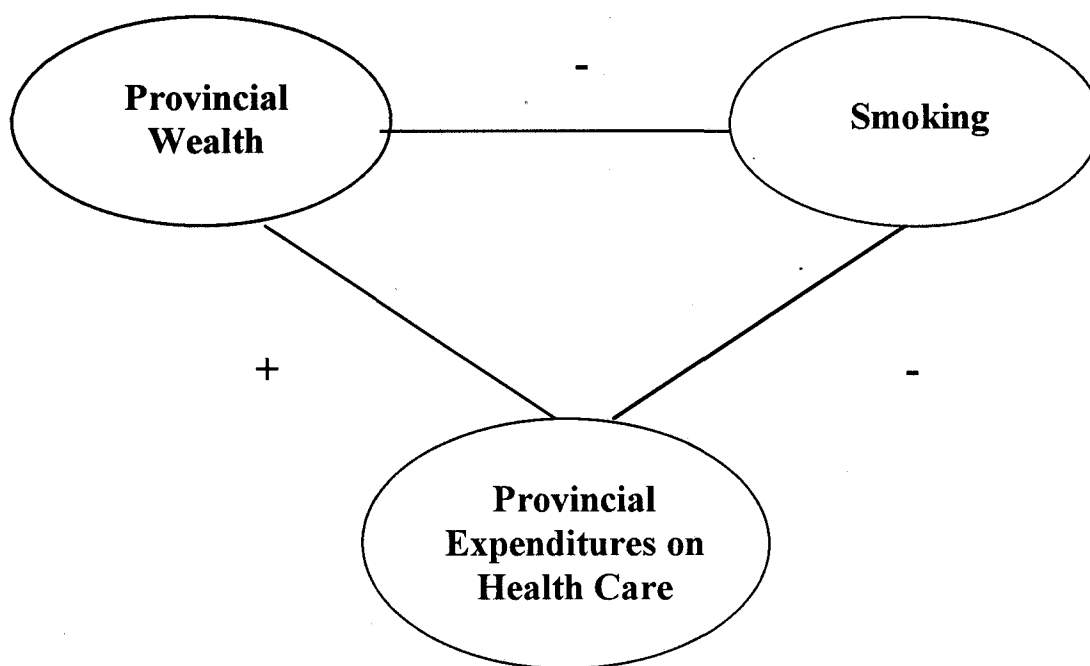 -
Provincial
Wealth
Smoking
+
-
Provincial
Expenditures on
Health Care